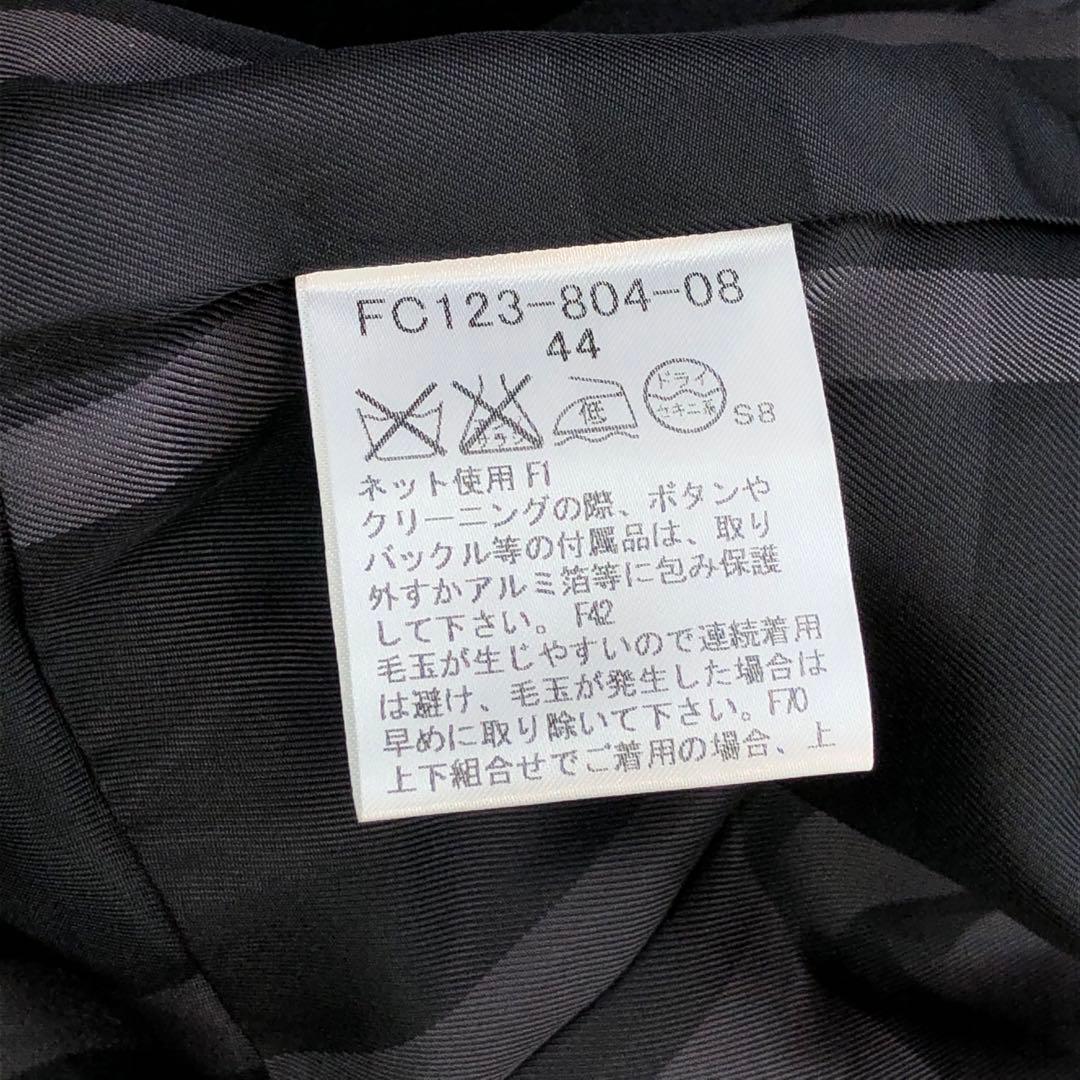 FC123-804-08
44
サラシ 低 ドライ
セキユ系 S8
ネット使用 F1
クリーニングの際、ボタンや
バックル等の付属品は、取り
外すかアルミ箔等に包み保護
して下さい。 F42
毛玉が生じやすいので連続着用
は避け、毛玉が発生した場合は
早めに取り除いて下さい。F70
上下組合せでご着用の場合、上